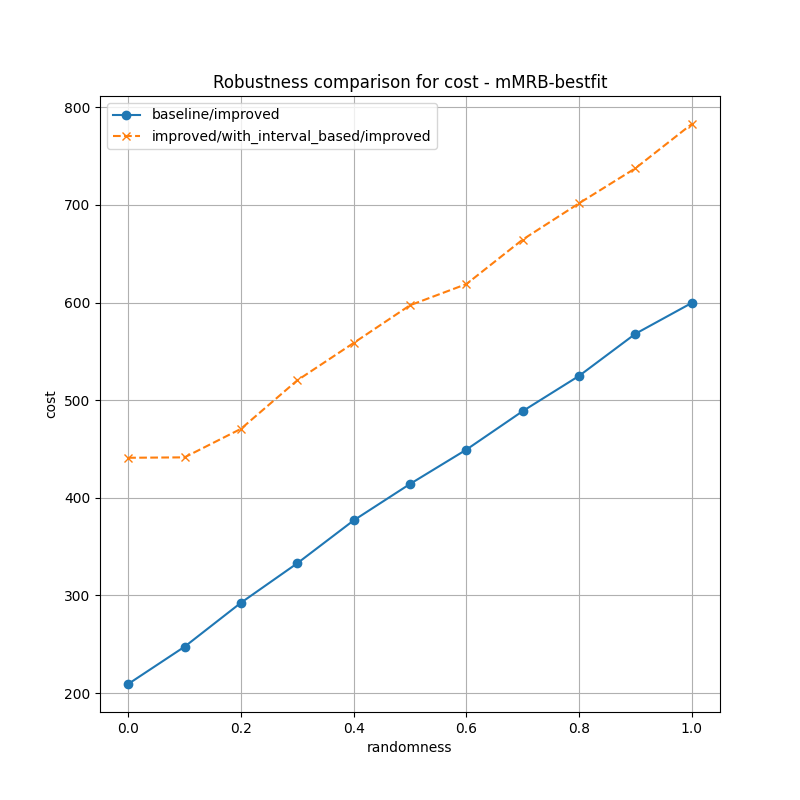 Robustness comparison for cost - mMRB-bestfit
baseline/improved
improved/with_interval_based/improved
800
700
600
500
400
300
200
cost
0.0 0.2 0.4 0.6 0.8 1.0
randomness